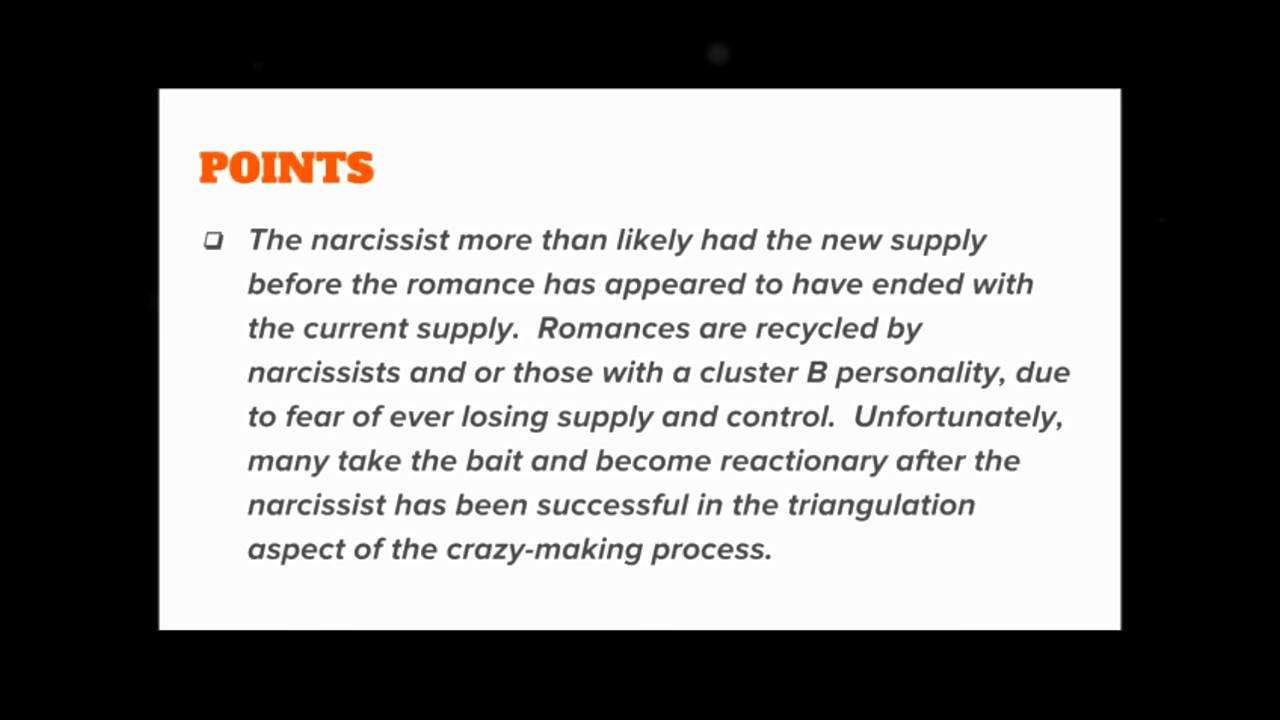 POINTS
❏ The narcissist more than likely had the new supply
before the romance has appeared to have ended with
the current supply.  Romances are recycled by
narcissists and or those with a cluster B personality, due
to fear of ever losing supply and control.  Unfortunately,
many take the bait and become reactionary after the
narcissist has been successful in the triangulation
aspect of the crazy-making process.